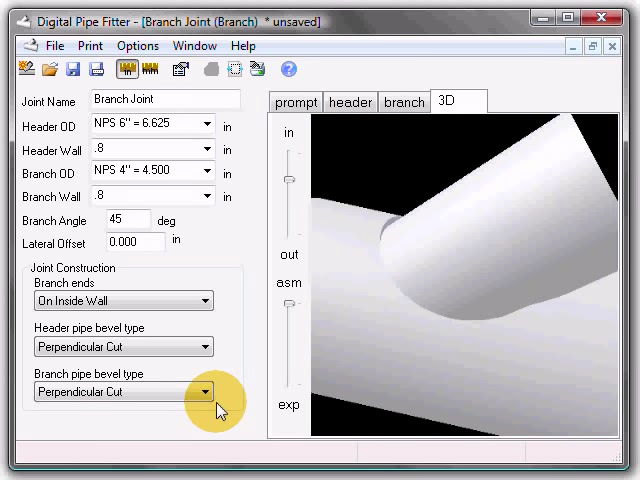 Digital Pipe Fitter - [Branch Joint (Branch) * unsaved]
File Print Options Window Help
Joint Name Branch Joint
Header OD NPS 6" = 6.625 in
Header Wall .8 in
Branch OD NPS 4" = 4.500 in
Branch Wall .8 in
Branch Angle 45 deg
Lateral Offset 0.000 in
Joint Construction
Branch ends
On Inside Wall
Header pipe bevel type
Perpendicular Cut
Branch pipe bevel type
Perpendicular Cut
prompt header branch 3D
in
out
asm
exp